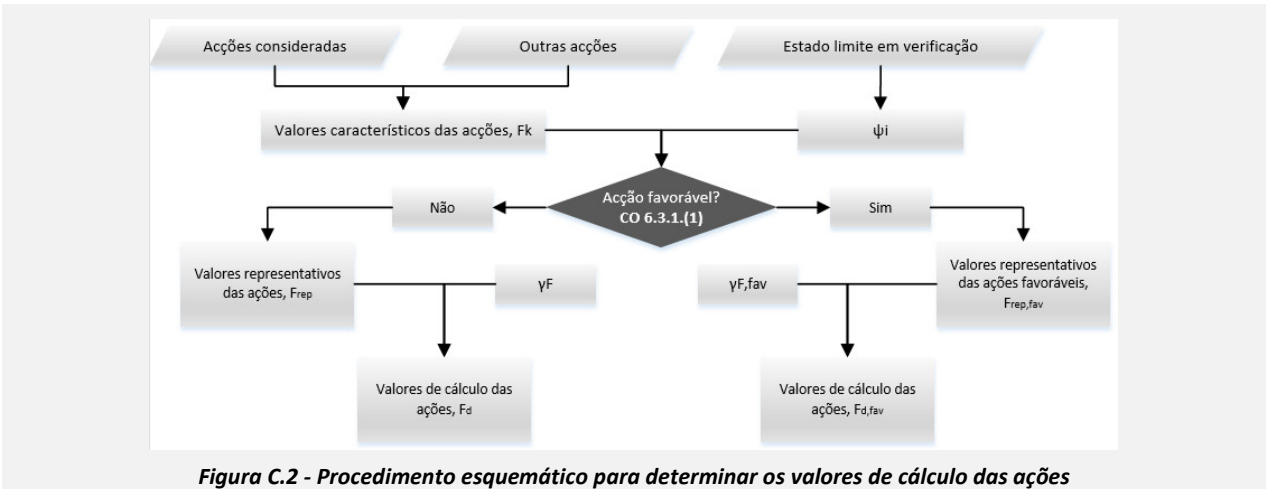 Acções consideradas
Outras acções
Estado limite em verificação
Valores característicos das acções, Fk
ψi
Acção favorável?
CO 6.3.1.(1)
Não
Sim
Valores representativos
das ações, Frep
γF
γF,fav
Valores representativos
das ações favoráveis,
Frep,fav
Valores de cálculo das
ações, Fd
Valores de cálculo das
ações, Fd,fav
Figura C.2 - Procedimento esquemático para determinar os valores de cálculo das ações